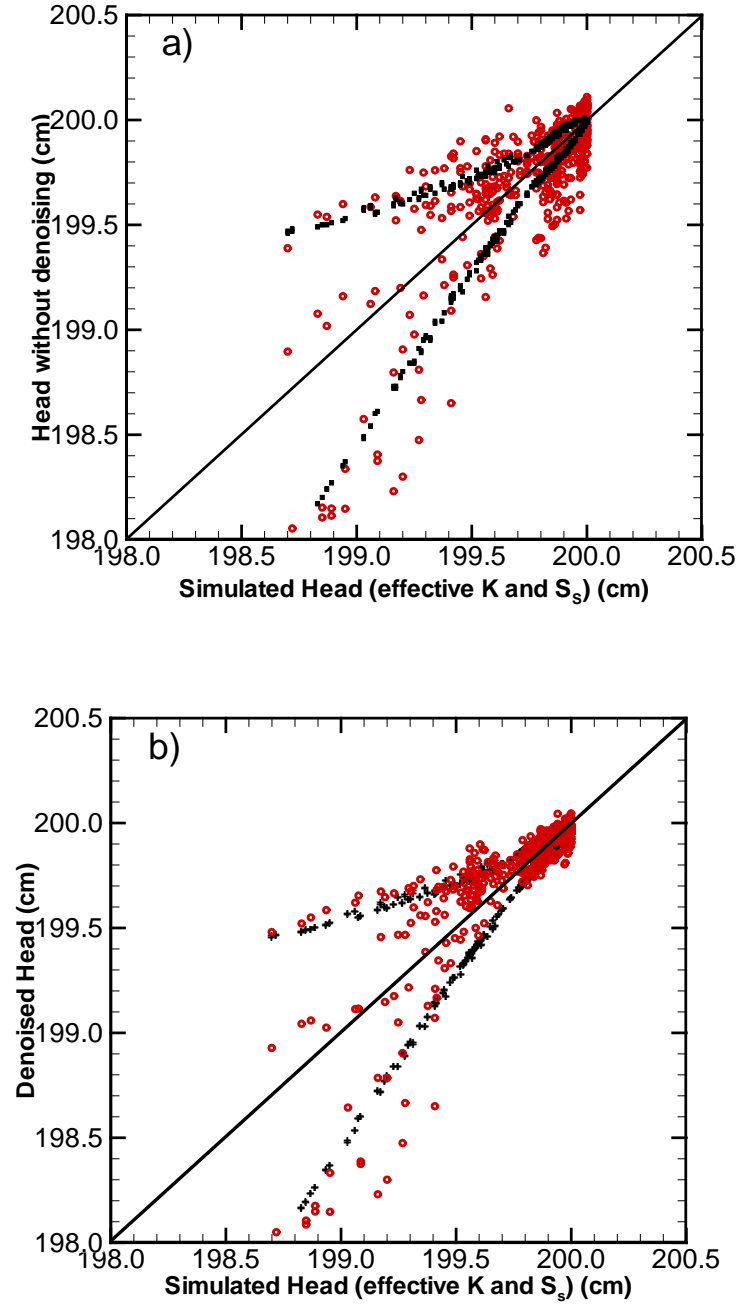 200.5
a)
200.0
199.5
199.0
198.5
198.0
Head without denoising (cm)
198.0 198.5 199.0 199.5 200.0 200.5
Simulated Head (effective K and Ss) (cm)
200.5
b)
200.0
199.5
199.0
198.5
198.0
Denoised Head (cm)
198.0 198.5 199.0 199.5 200.0 200.5
Simulated Head (effective K and Ss) (cm)